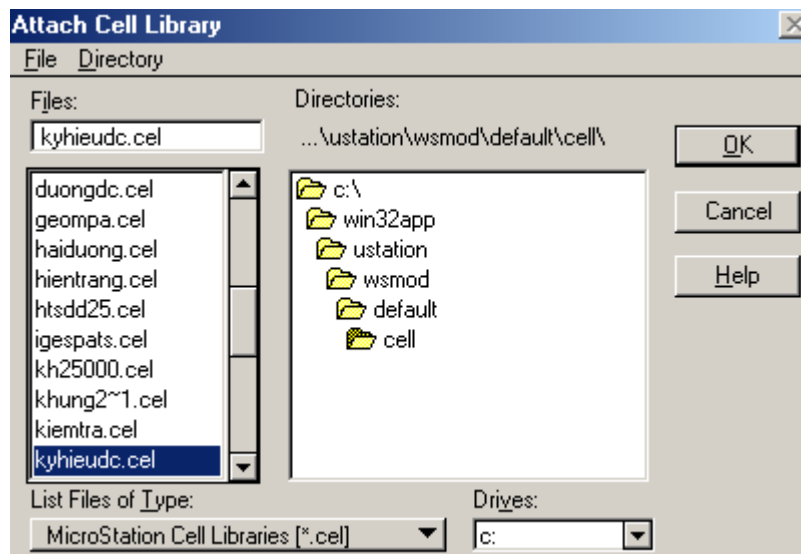 Attach Cell Library
File Directory
Files:
kyhieudc.cel
duongdc.cel
geompa.cel
haiduong.cel
hientrang.cel
htsdd25.cel
igespats.cel
kh25000.cel
khung2~1.cel
kiemtra.cel
kyhieudc.cel
Directories:
...\ustation\wsmod\default\cell\
c:\
win32app
ustation
wsmod
default
cell
OK
Cancel
Help
List Files of Type:
MicroStation Cell Libraries [*.cel]
Drives:
c: